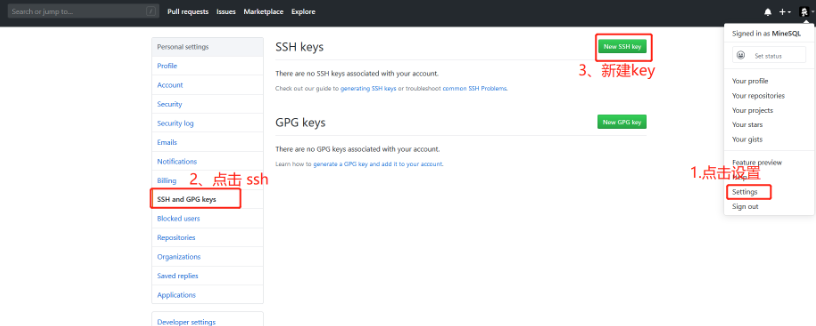 Search or jump to...
/
Pull requests
Issues
Marketplace
Explore
Signed in as MineSQL
Set status
Your profile
Your repositories
Your projects
Your stars
Your gists
Feature preview
Settings
Sign out
1.点击设置
Personal settings
Profile
Account
Security
Security log
Emails
Notifications
Billing
SSH and GPG keys
Blocked users
Repositories
Organizations
Saved replies
Applications
Developer settings
2、点击 ssh
SSH keys
New SSH key
3、新建key
There are no SSH keys associated with your account.
Check out our guide to generating SSH keys or troubleshoot common SSH Problems.
GPG keys
New GPG key
There are no GPG keys associated with your account.
Learn how to generate a GPG key and add it to your account.